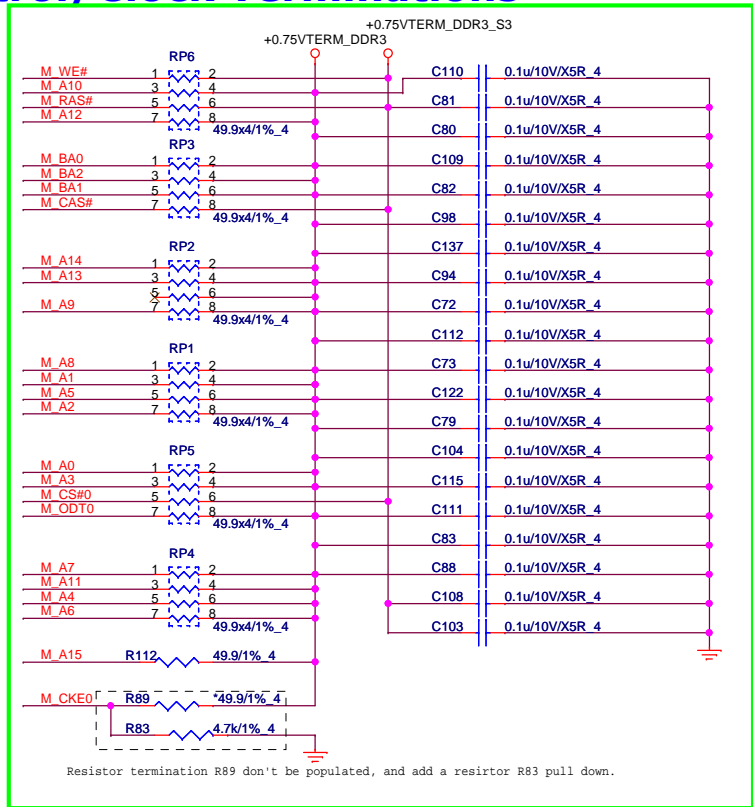 +0.75VTERM_DDR3_S3
+0.75VTERM_DDR3
RP6
M_WE# 1 2
M_A10 3 4
M_RAS# 5 6
M_A12 7 8
49.9x4/1%_4
RP3
M_BA0 1 2
M_BA2 3 4
M_BA1 5 6
M_CAS# 7 8
49.9x4/1%_4
RP2
M_A14 1 2
M_A13 3 4
5 6
M_A9 7 8
49.9x4/1%_4
RP1
M_A8 1 2
M_A1 3 4
M_A5 5 6
M_A2 7 8
49.9x4/1%_4
RP5
M_A0 1 2
M_A3 3 4
M_CS#0 5 6
M_ODT0 7 8
49.9x4/1%_4
RP4
M_A7 1 2
M_A11 3 4
M_A4 5 6
M_A6 7 8
49.9x4/1%_4
M_A15 R112 49.9/1%_4
M_CKE0 R89 *49.9/1%_4
R83 4.7k/1%_4
C110 0.1u/10V/X5R_4
C81 0.1u/10V/X5R_4
C80 0.1u/10V/X5R_4
C109 0.1u/10V/X5R_4
C82 0.1u/10V/X5R_4
C98 0.1u/10V/X5R_4
C137 0.1u/10V/X5R_4
C94 0.1u/10V/X5R_4
C72 0.1u/10V/X5R_4
C112 0.1u/10V/X5R_4
C73 0.1u/10V/X5R_4
C122 0.1u/10V/X5R_4
C79 0.1u/10V/X5R_4
C104 0.1u/10V/X5R_4
C115 0.1u/10V/X5R_4
C111 0.1u/10V/X5R_4
C83 0.1u/10V/X5R_4
C88 0.1u/10V/X5R_4
C108 0.1u/10V/X5R_4
C103 0.1u/10V/X5R_4
Resistor termination R89 don't be populated, and add a resirtor R83 pull down.